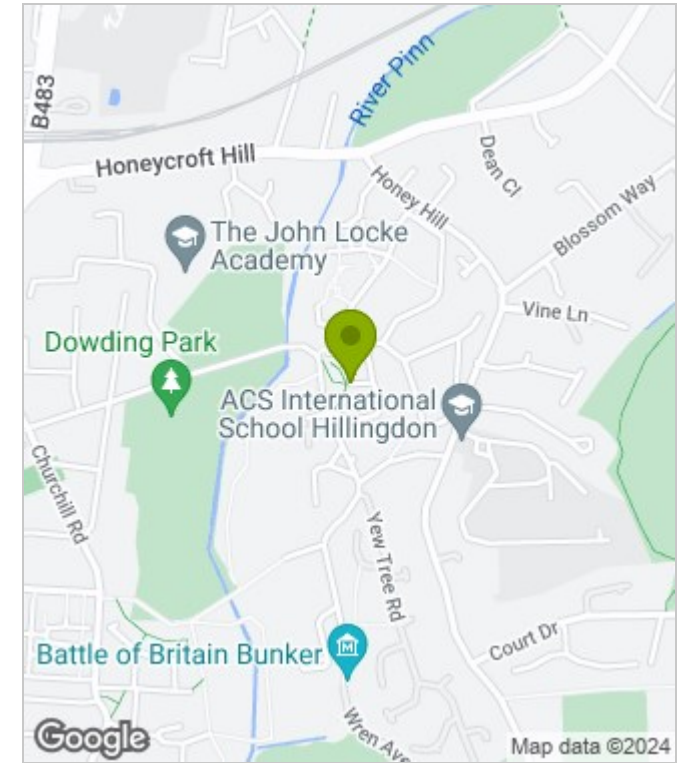 B483
River Pinn
Honeycroft Hill
Dean Cl
Honey Hill
Blossom Way
The John Locke
Academy
Vine Ln
Dowding Park
ACS International
School Hillingdon
Churchill Rd
Yew Tree Rd
Court Dr
Battle of Britain Bunker
M
Wren Ave
Google
Map data ©2024